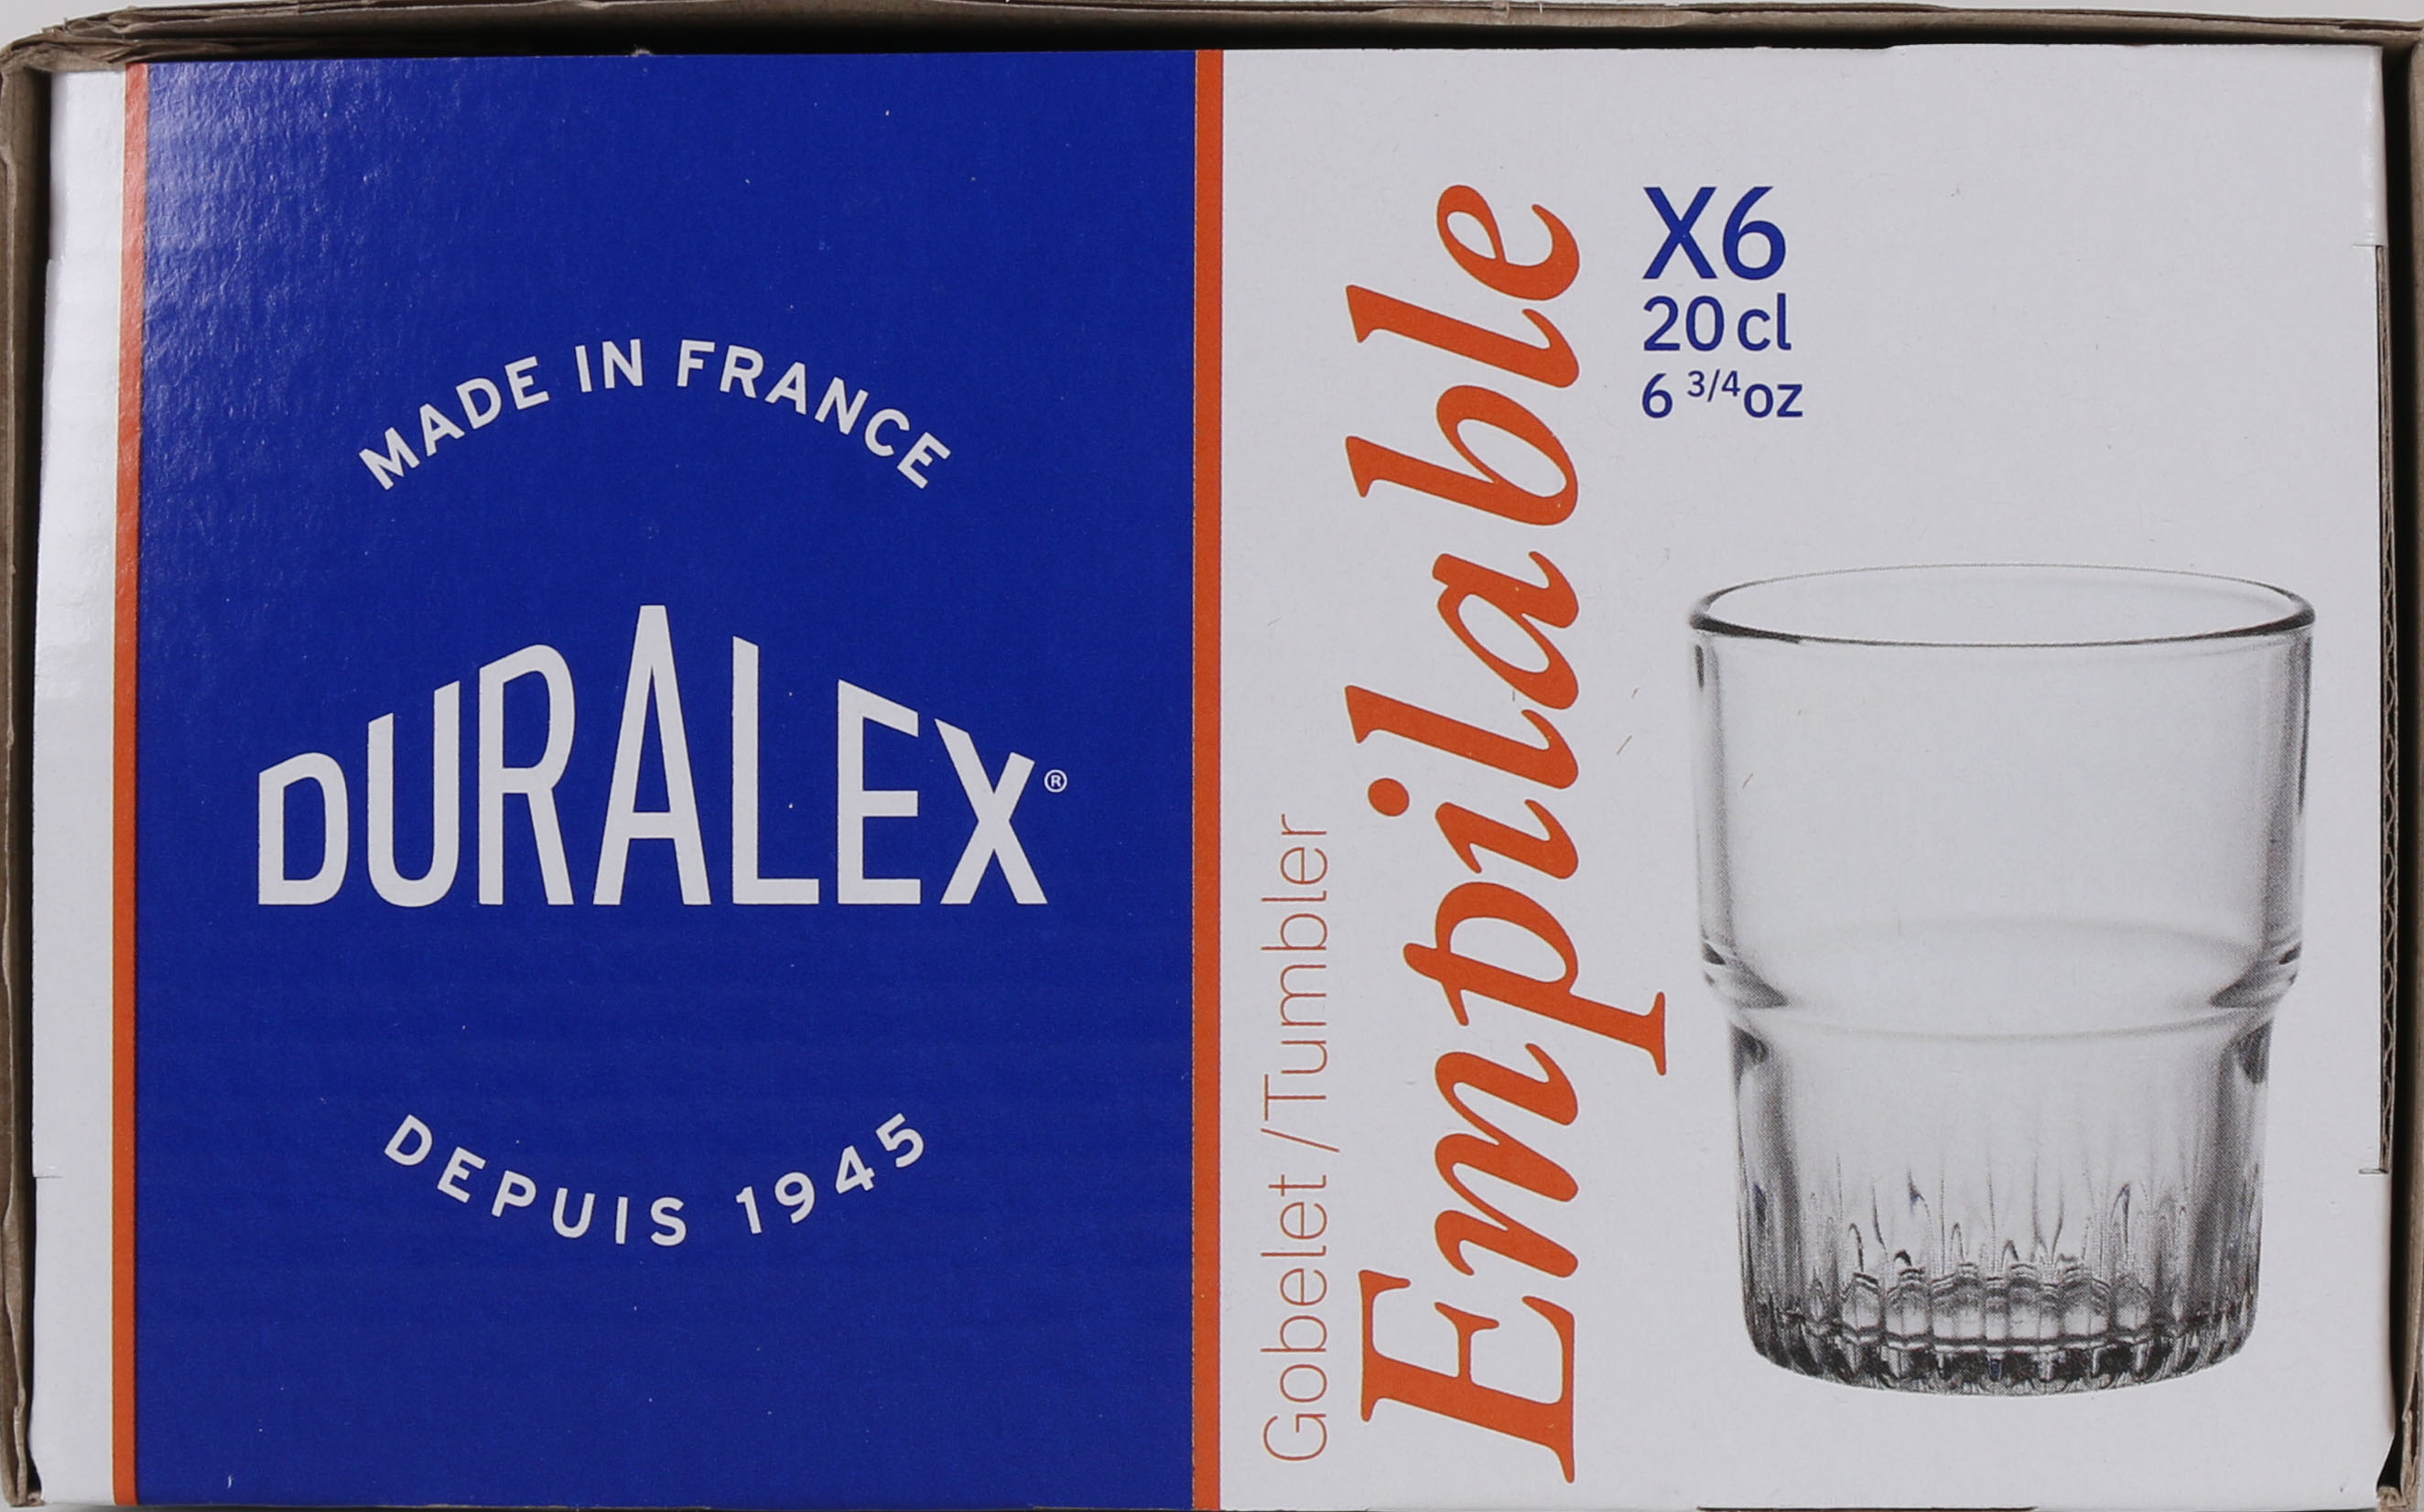 MADE IN FRANCE
DURALEX®
DEPUIS 1945
Gobelet / Tumbler
Empilable
X6
20 cl
6 3/4 oz